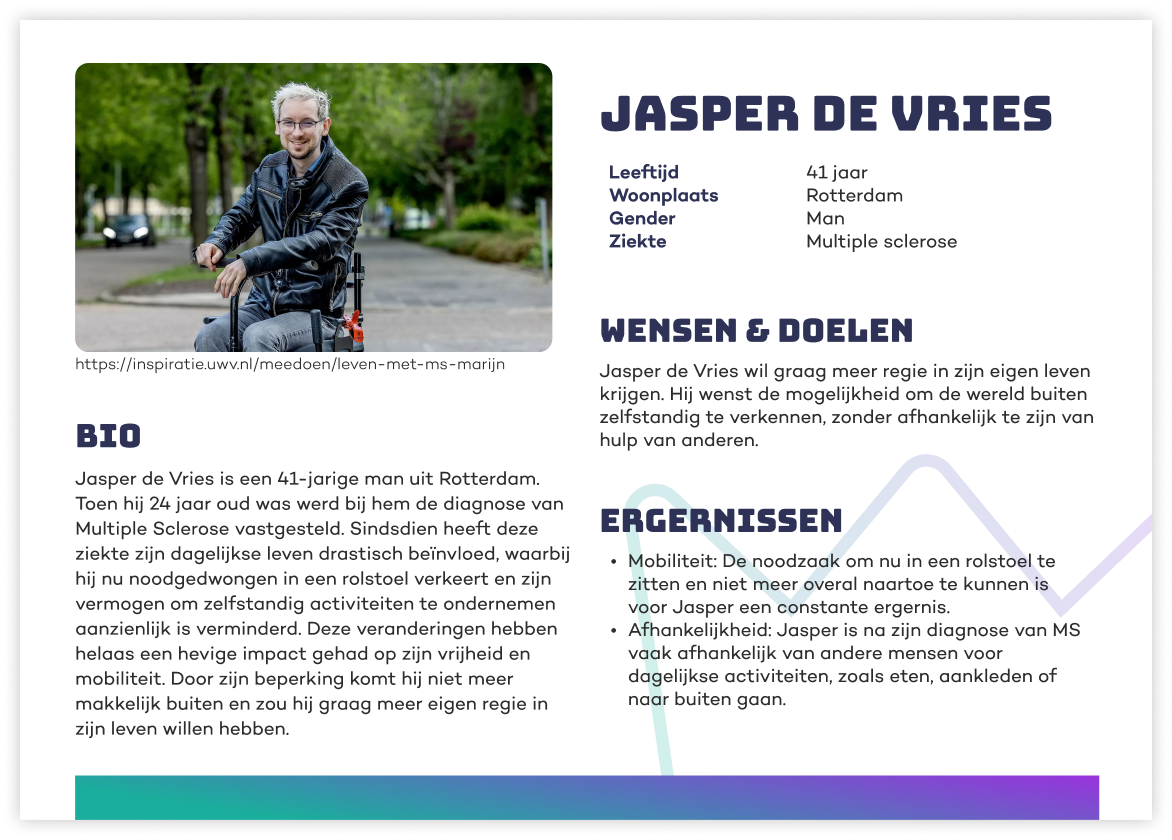 JASPER DE VRIES
Leeftijd 41 jaar
Woonplaats Rotterdam
Gender Man
Ziekte Multiple sclerose
https://inspiratie.uwv.nl/meedoen/leven-met-ms-marijn
BIO
Jasper de Vries is een 41-jarige man uit Rotterdam.
Toen hij 24 jaar oud was werd bij hem de diagnose van
Multiple Sclerose vastgesteld. Sindsdien heeft deze
ziekte zijn dagelijkse leven drastisch beïnvloed, waarbij
hij nu noodgedwongen in een rolstoel verkeert en zijn
vermogen om zelfstandig activiteiten te ondernemen
aanzienlijk is verminderd. Deze veranderingen hebben
helaas een hevige impact gehad op zijn vrijheid en
mobiliteit. Door zijn beperking komt hij niet meer
makkelijk buiten en zou hij graag meer eigen regie in
zijn leven willen hebben.
WENSEN & DOELEN
Jasper de Vries wil graag meer regie in zijn eigen leven
krijgen. Hij wenst de mogelijkheid om de wereld buiten
zelfstandig te verkennen, zonder afhankelijk te zijn van
hulp van anderen.
ERGERNISSEN
• Mobiliteit: De noodzaak om nu in een rolstoel te
zitten en niet meer overal naartoe te kunnen is
voor Jasper een constante ergernis.
• Afhankelijkheid: Jasper is na zijn diagnose van MS
vaak afhankelijk van andere mensen voor
dagelijkse activiteiten, zoals eten, aankleden of
naar buiten gaan.